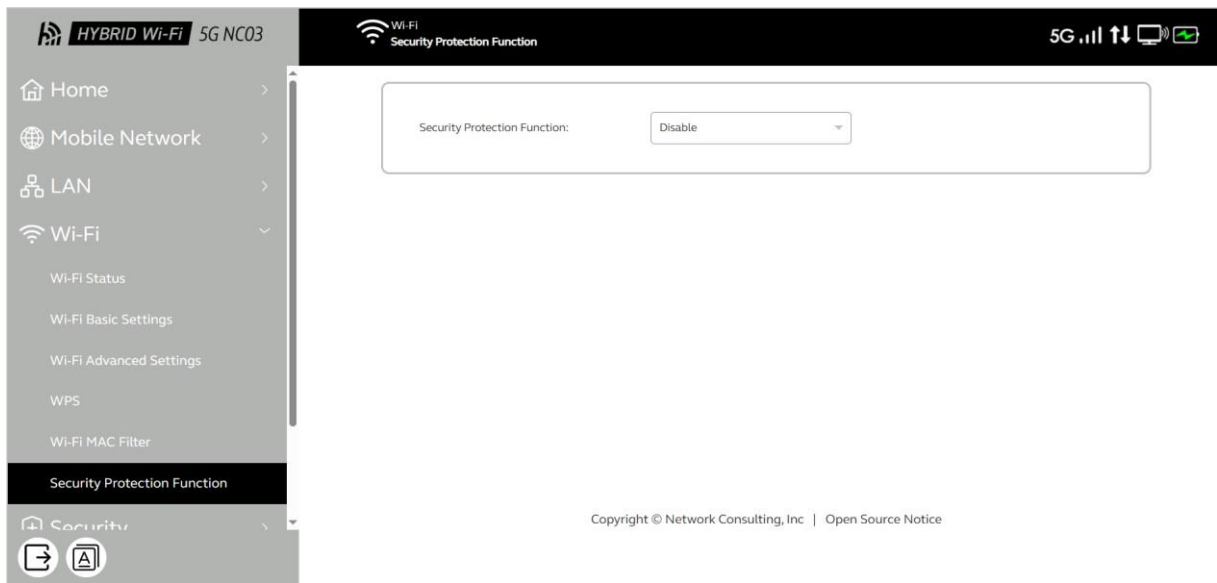 HYBRID Wi-Fi 5G NC03
Wi-Fi
Security Protection Function
5G
Home
Mobile Network
LAN
Wi-Fi
Wi-Fi Status
Wi-Fi Basic Settings
Wi-Fi Advanced Settings
WPS
Wi-Fi MAC Filter
Security Protection Function
Security
A
Security Protection Function:
Disable
Copyright © Network Consulting, Inc | Open Source Notice